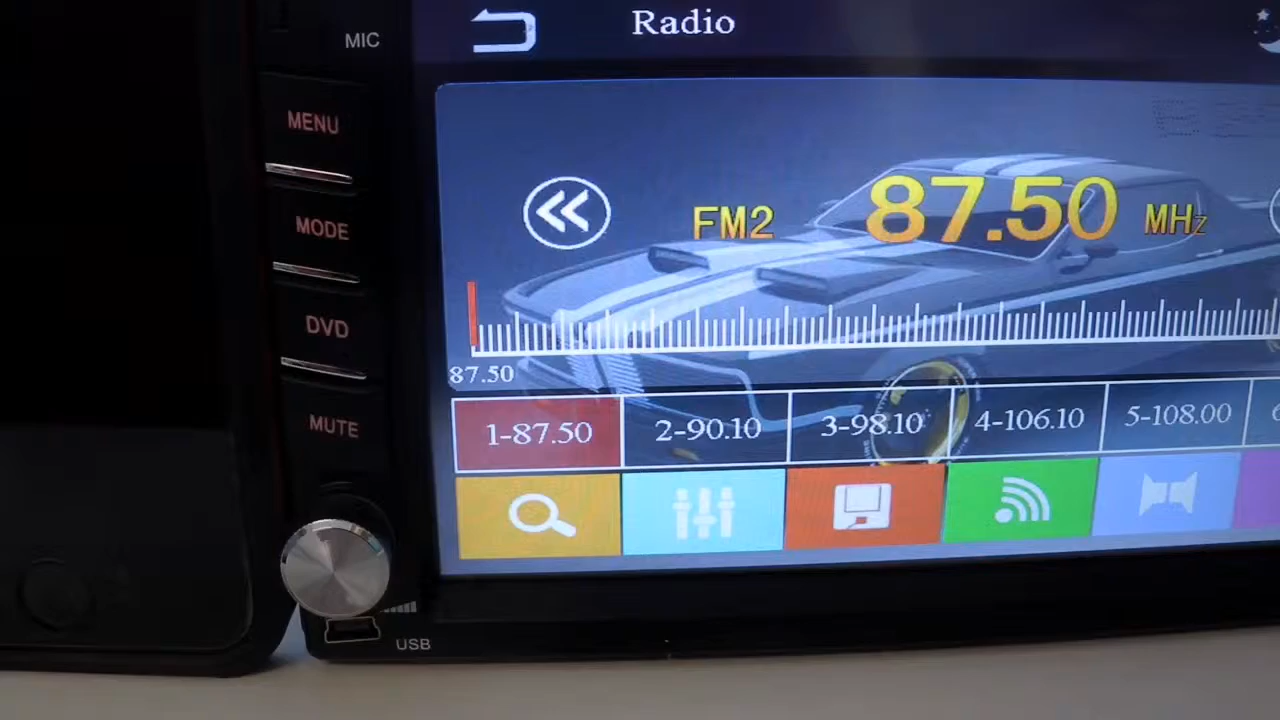 MIC
Radio
MENU
MODE
DVD
MUTE
USB
FM2 87.50 MHz
87.50
1-87.50 2-90.10 3-98.10 4-106.10 5-108.00